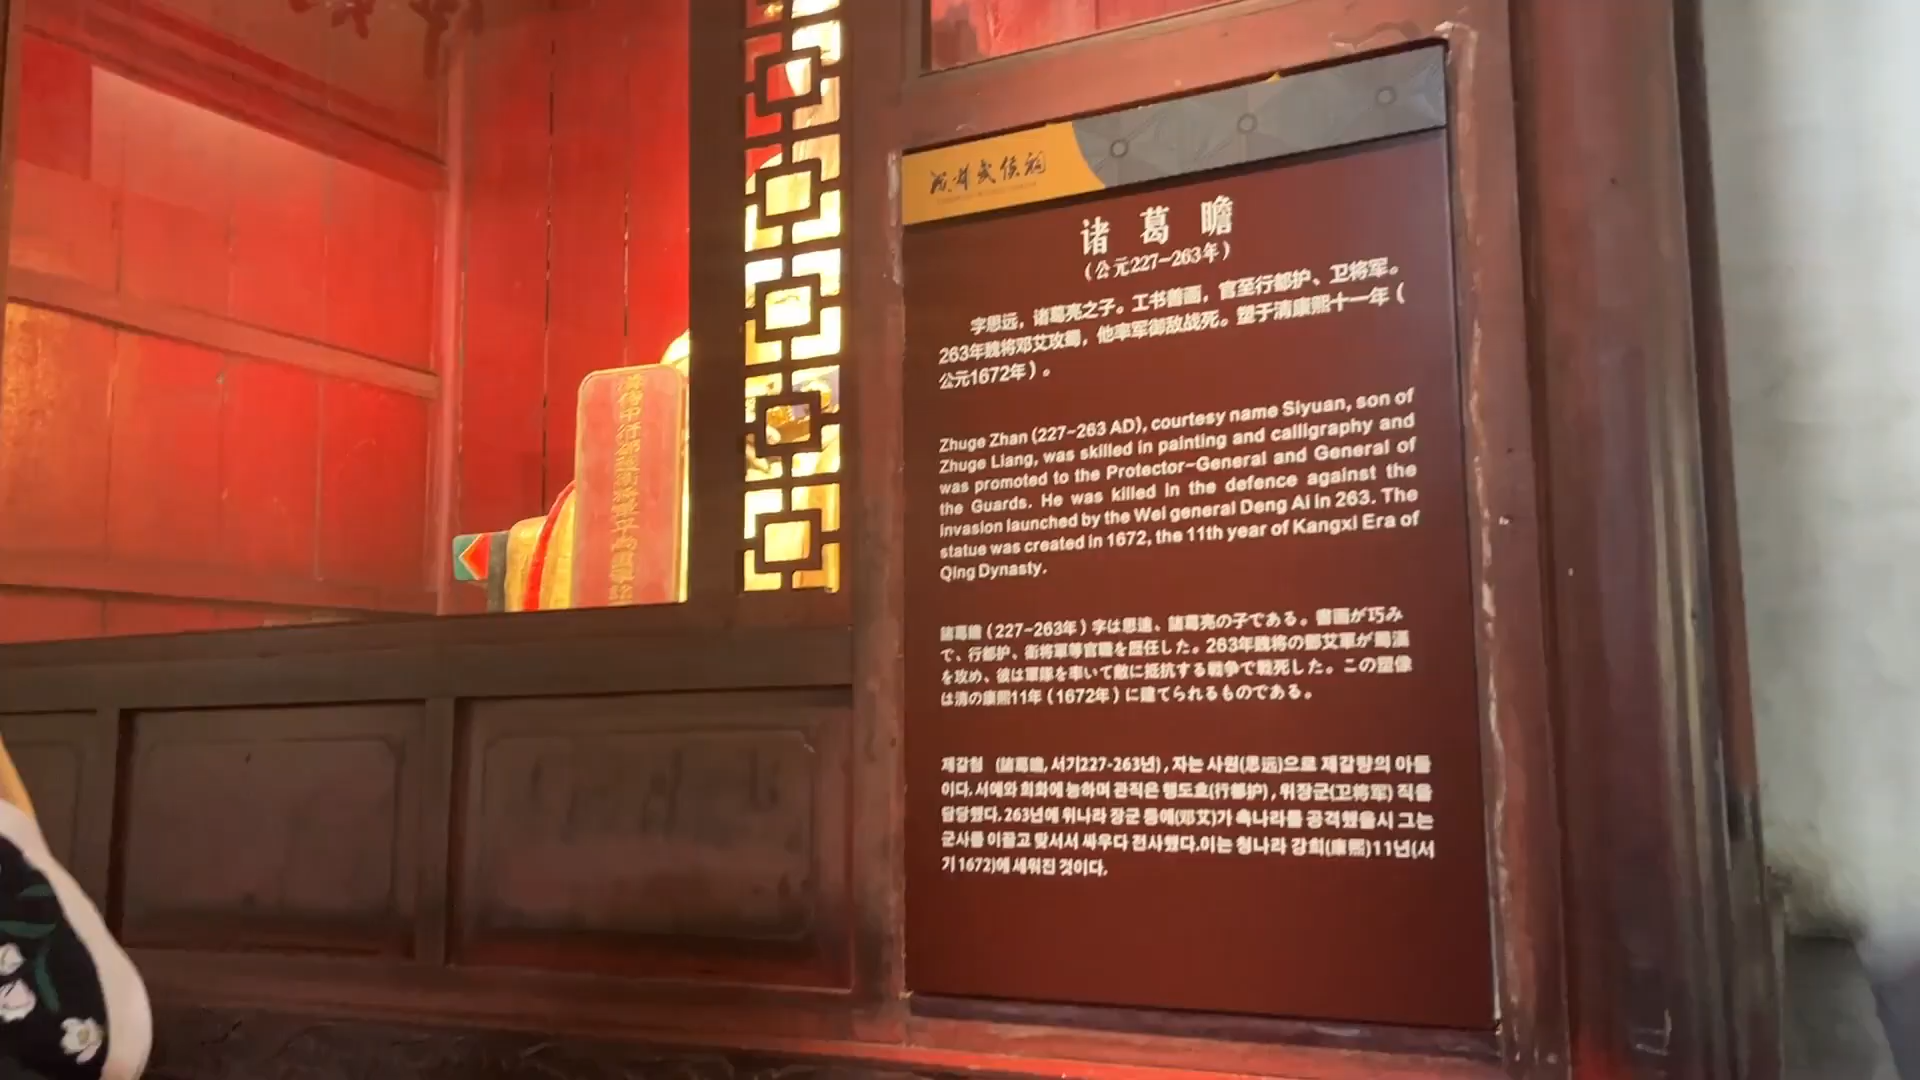 成都武侯祠
诸葛瞻
（公元227-263年）
字思远，诸葛亮之子。工书善画，官至行都护、卫将军。
263年魏将邓艾攻蜀，他率军御敌战死。塑于清康熙十一年（
公元1672年）。
Zhuge Zhan (227-263 AD), courtesy name Siyuan, son of
Zhuge Liang, was skilled in painting and calligraphy and
was promoted to the Protector-General and General of
the Guards. He was killed in the defence against the
invasion launched by the Wei general Deng Ai in 263. The
statue was created in 1672, the 11th year of Kangxi Era of
Qing Dynasty.
諸葛瞻（227-263年）字は思遠、諸葛亮の子である。書画が巧み
で、行都护、衛将軍等官職を歴任した。263年魏将の鄧艾軍が蜀漢
を攻め、彼は軍隊を率いて敵に抵抗する戦争で戦死した。この塑像
は清の康熙11年（1672年）に建てられるものである。
제갈첨 (諸葛瞻, 서기227-263년) , 자는 사원(思远)으로 제갈량의 아들
이다. 서예와 회화에 능하며 관직은 행도호(行都护) , 위장군(卫将军) 직을
담당했다. 263년에 위나라 장군 등애(邓艾)가 촉나라를 공격했을시 그는
군사를 이끌고 맞서서 싸우다 전사했다.이는 청나라 강희(康熙)11년(서
기1672)에 세워진 것이다.